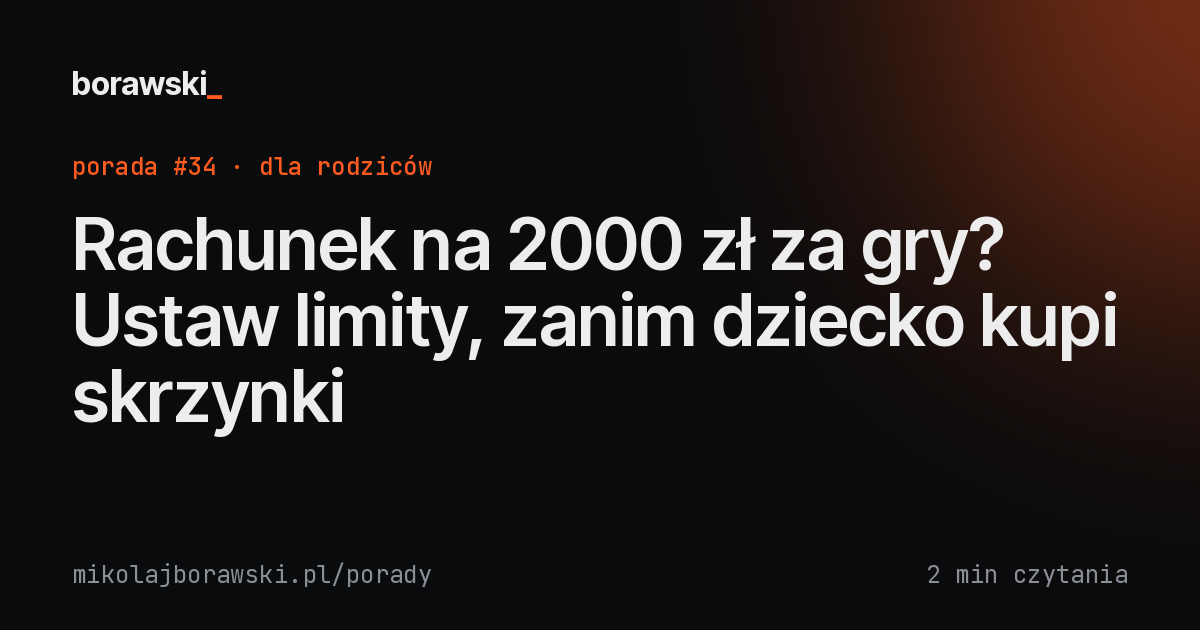 borawski_
porada #34 · dla rodziców
Rachunek na 2000 zł za gry?
Ustaw limity, zanim dziecko kupi
skrzynki
mikolajborawski.pl/porady
2 min czytania